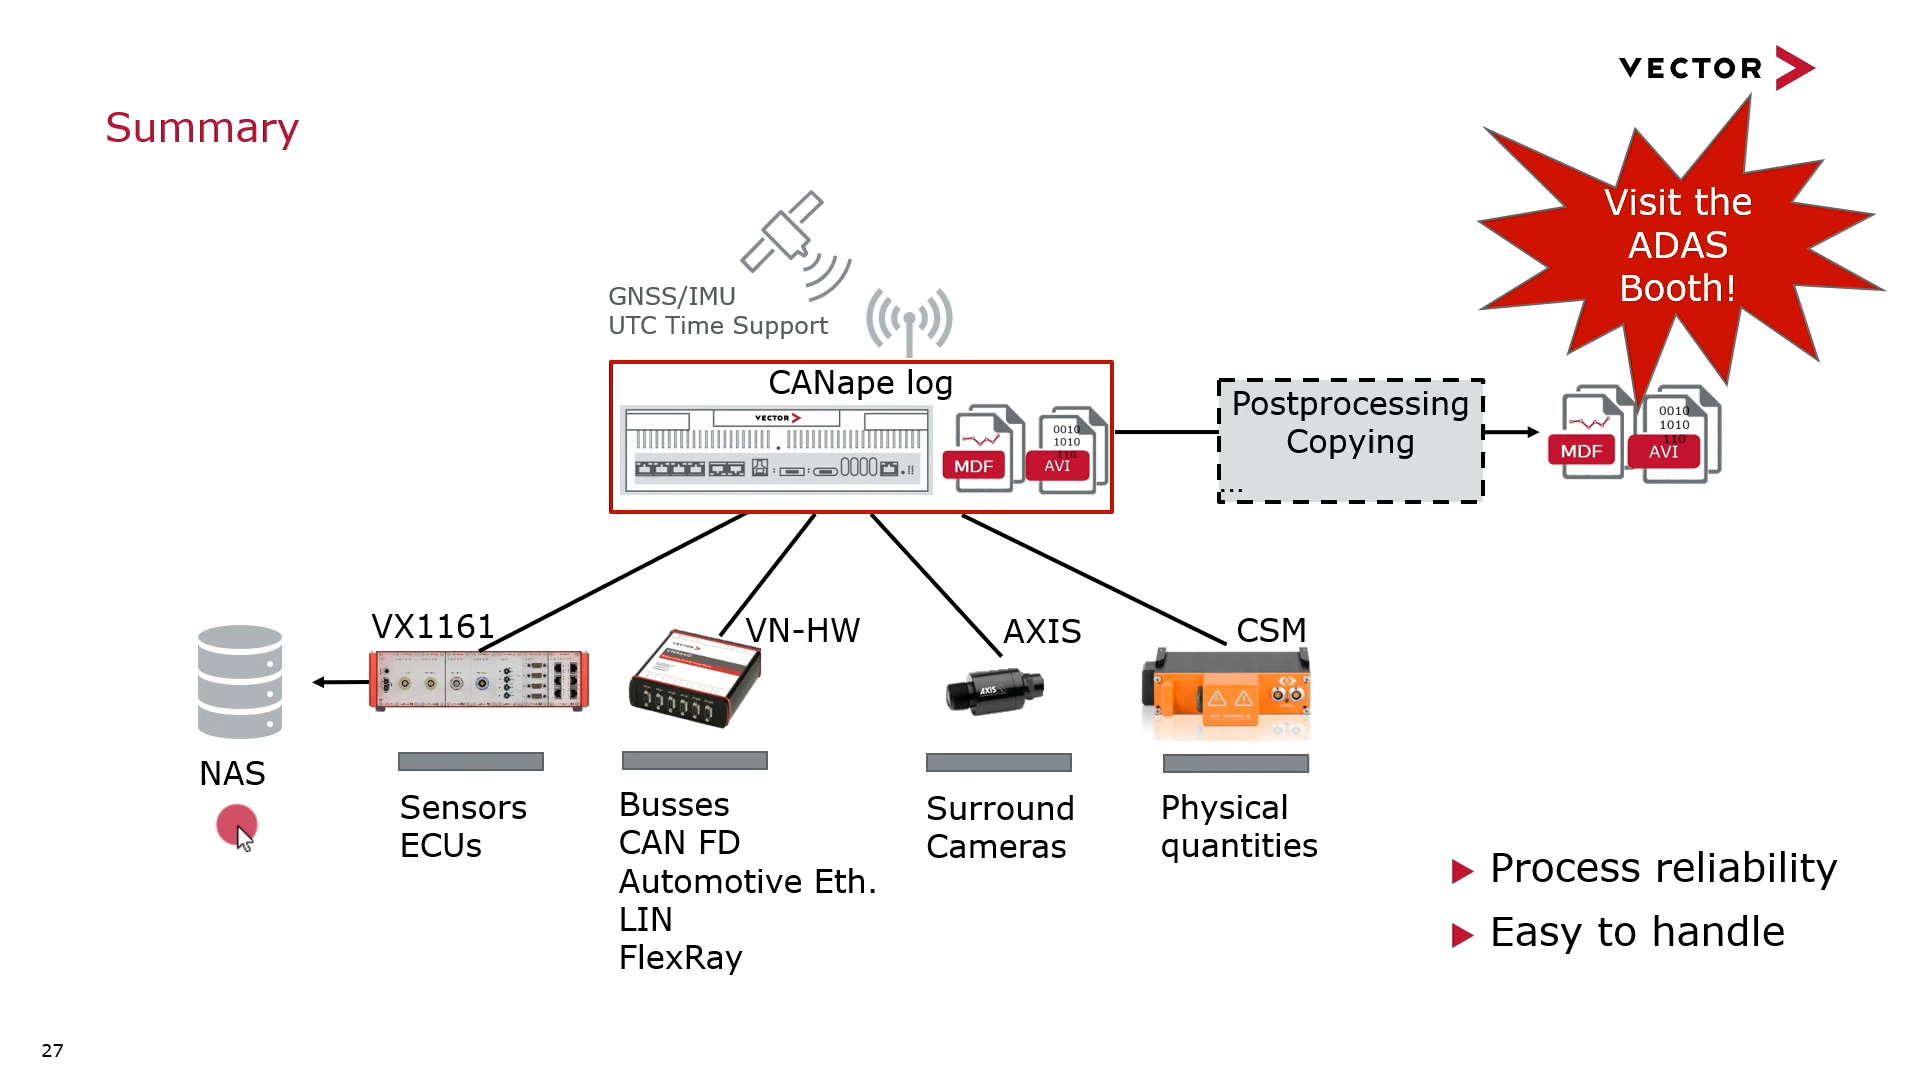 VECTOR
Summary
Visit the
ADAS
Booth!
GNSS/IMU
UTC Time Support
CANape log
VECTOR
MDF
0010
1010
110
AVI
Postprocessing
Copying
...
MDF
0010
1010
110
AVI
VX1161
VN-HW
AXIS
CSM
VECTOR
AXIS
NAS
Sensors
ECUs
Busses
CAN FD
Automotive Eth.
LIN
FlexRay
Surround
Cameras
Physical
quantities
Process reliability
Easy to handle
27